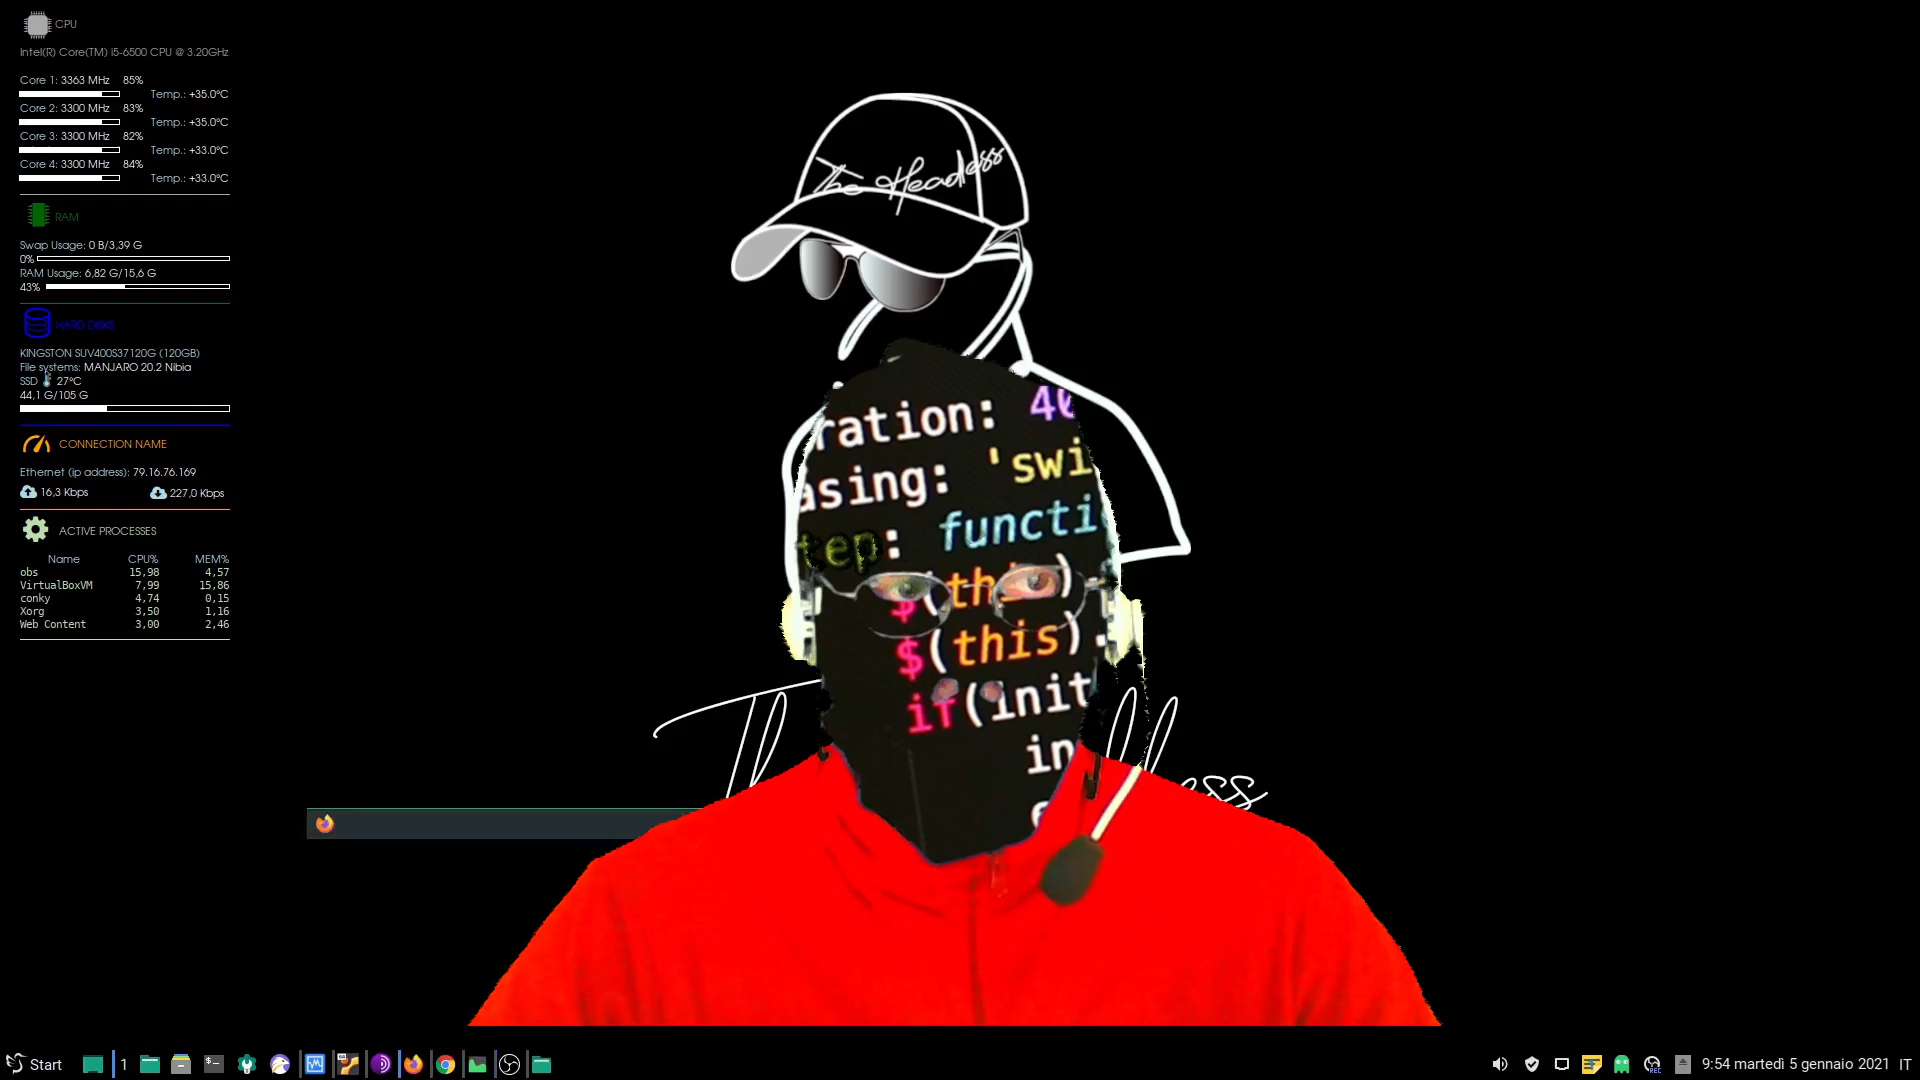 CPU
Intel(R) Core(TM) i5-6500 CPU @ 3.20GHz
Core 1: 3363 MHz 85%
Temp.: +35.0°C
Core 2: 3300 MHz 83%
Temp.: +35.0°C
Core 3: 3300 MHz 82%
Temp.: +33.0°C
Core 4: 3300 MHz 84%
Temp.: +33.0°C
RAM
Swap Usage: 0 B/3,39 G
0%
RAM Usage: 6,82 G/15,6 G
43%
HARD DISKS
KINGSTON SUV400S37120G (120GB)
File systems: MANJARO 20.2 Nibia
SSD 27°C
44,1 G/105 G
CONNECTION NAME
Ethernet (ip address): 79.16.76.169
16,3 Kbps 227,0 Kbps
ACTIVE PROCESSES
Name CPU% MEM%
obs 15,98 4,57
VirtualBoxVM 7,99 15,86
conky 4,74 0,15
Xorg 3,50 1,16
Web Content 3,00 2,46
The Headless
ration: 40
asing: 'swi
tep: functi
$(this)
$(this).
if(init
in
Start 1
REC
9:54 martedì 5 gennaio 2021 IT